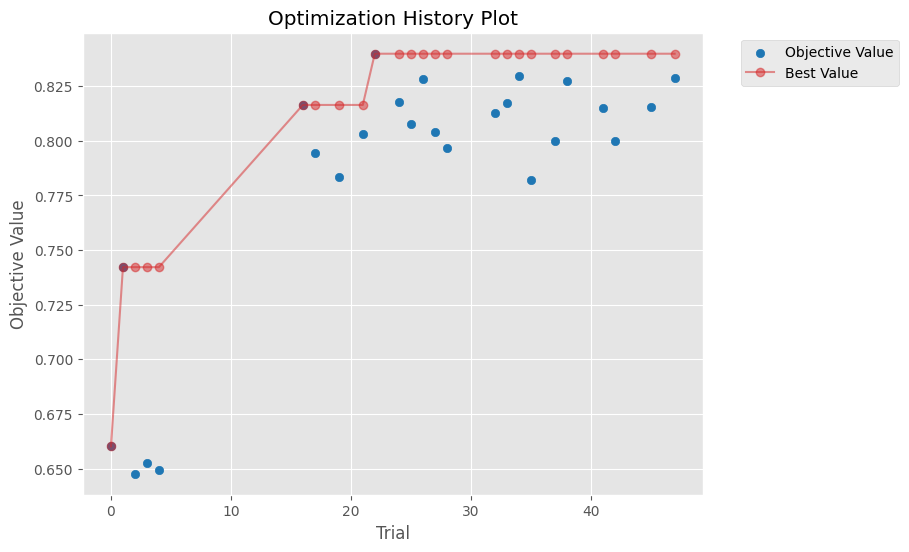 Optimization History Plot
Objective Value
Best Value
Objective Value
0.825
0.800
0.775
0.750
0.725
0.700
0.675
0.650
0 10 20 30 40
Trial